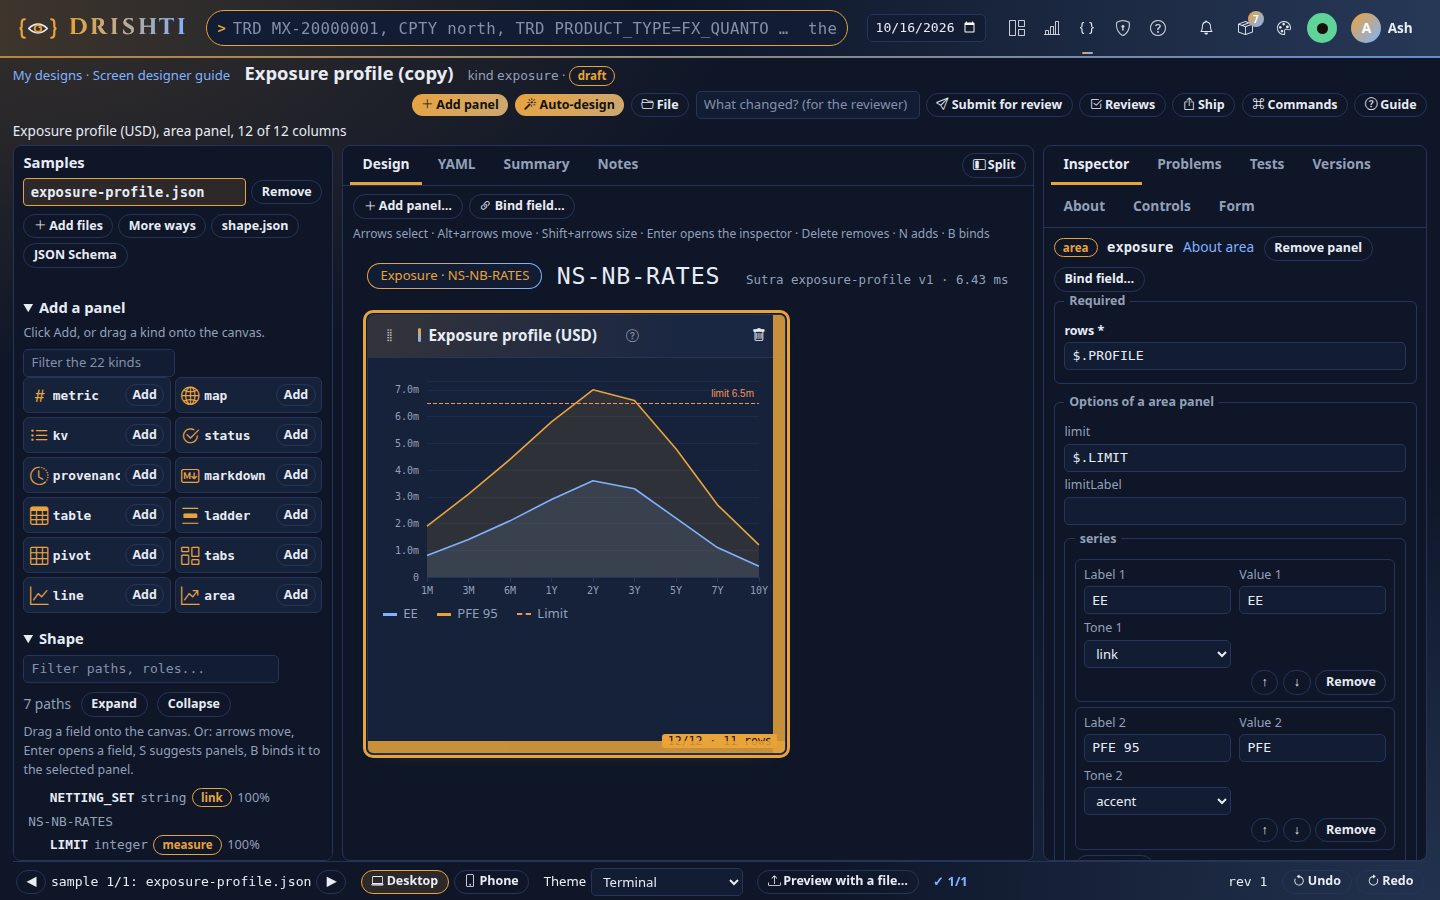 {👁} DRISHTI > TRD MX-20000001, CPTY north, TRD PRODUCT_TYPE=FX_QUANTO … the 10/16/2026 { } ? 7 A Ash
My designs · Screen designer guide Exposure profile (copy) kind exposure · draft
+ Add panel Auto-design File What changed? (for the reviewer) Submit for review Reviews Ship ⌘ Commands ? Guide
Exposure profile (USD), area panel, 12 of 12 columns
Samples
exposure-profile.json Remove
+ Add files More ways shape.json
JSON Schema
▼ Add a panel
Click Add, or drag a kind onto the canvas.
Filter the 22 kinds
# metric Add map Add
kv Add status Add
provenanc Add M↓ markdown Add
table Add ladder Add
pivot Add tabs Add
line Add area Add
▼ Shape
Filter paths, roles...
7 paths Expand Collapse
Drag a field onto the canvas. Or: arrows move,
Enter opens a field, S suggests panels, B binds it to
the selected panel.
NETTING_SET string link 100%
NS-NB-RATES
LIMIT integer measure 100%
Design YAML Summary Notes Split
+ Add panel... Bind field...
Arrows select · Alt+arrows move · Shift+arrows size · Enter opens the inspector · Delete removes · N adds · B binds
Exposure · NS-NB-RATES NS-NB-RATES Sutra exposure-profile v1 · 6.43 ms
Exposure profile (USD) ?
7.0m
limit 6.5m
6.0m
5.0m
4.0m
3.0m
2.0m
1.0m
0
1M 3M 6M 1Y 2Y 3Y 5Y 7Y 10Y
EE PFE 95 Limit
12/12 · 11 rows
Inspector Problems Tests Versions
About Controls Form
area exposure About area Remove panel
Bind field...
Required
rows *
$.PROFILE
Options of a area panel
limit
$.LIMIT
limitLabel
series
Label 1 Value 1
EE EE
Tone 1
link
↑ ↓ Remove
Label 2 Value 2
PFE 95 PFE
Tone 2
accent
↑ ↓ Remove
◀ sample 1/1: exposure-profile.json ▶ Desktop Phone Theme Terminal Preview with a file... ✓ 1/1 rev 1 Undo Redo